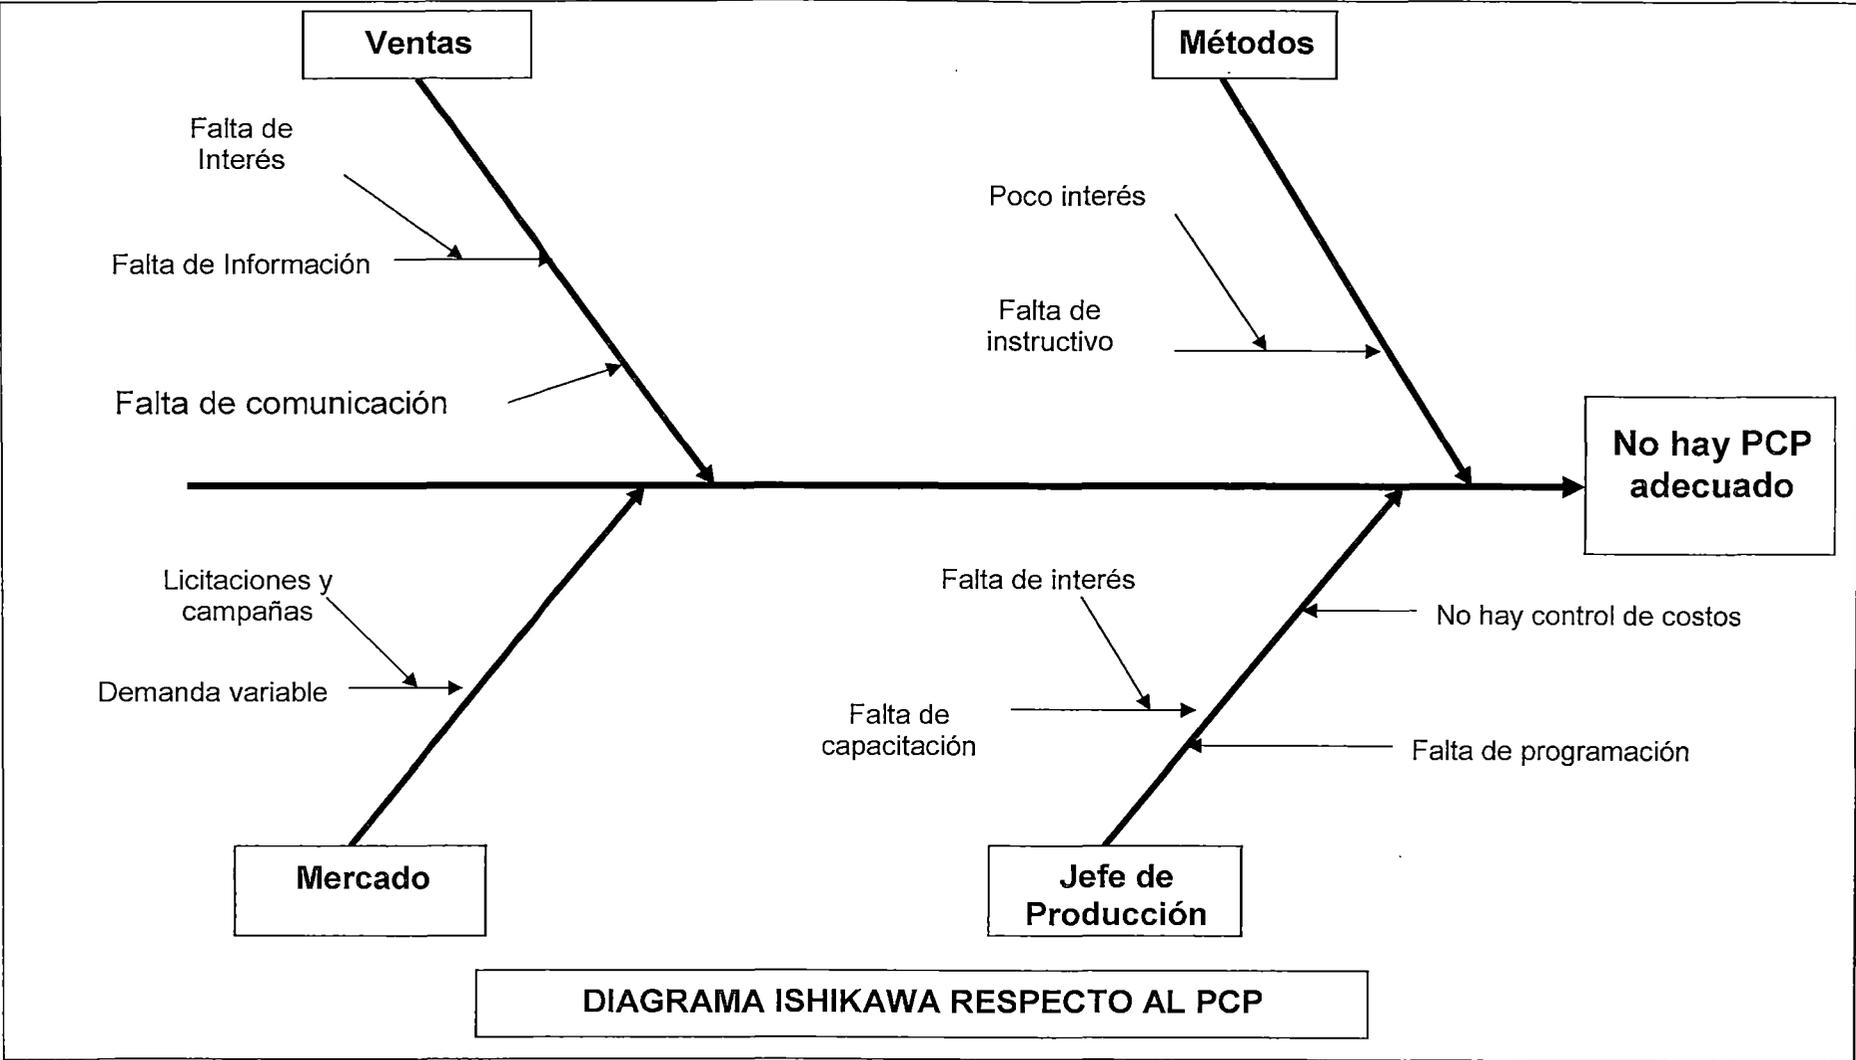 Ventas
Métodos
Falta de
Interés
Poco interés
Falta de Información
Falta de
instructivo
Falta de comunicación
No hay PCP
adecuado
Licitaciones y
campañas
Falta de interés
No hay control de costos
Demanda variable
Falta de
capacitación
Falta de programación
Mercado
Jefe de
Producción
DIAGRAMA ISHIKAWA RESPECTO AL PCP